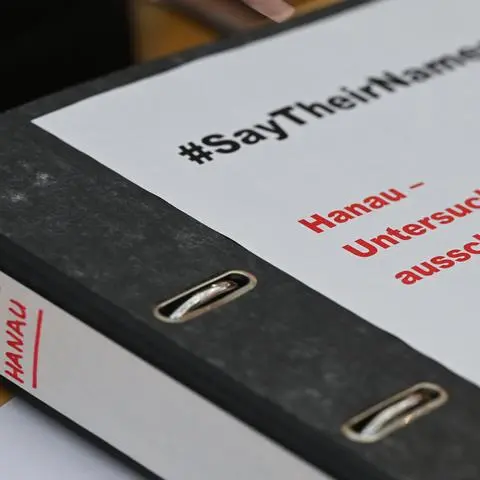 #SayTheirName
Hanau –
Untersuch
aussch
HANAU